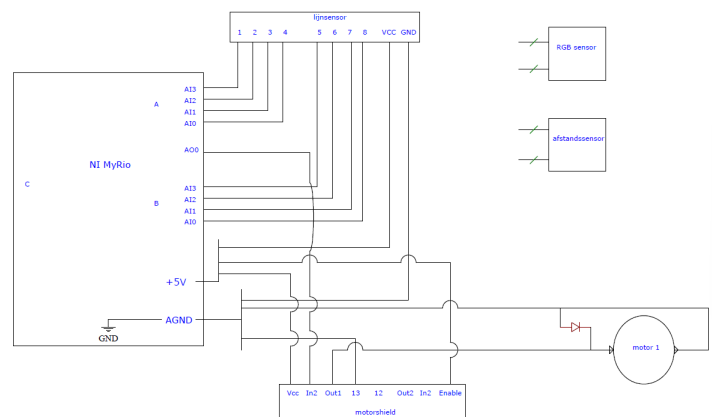 lijnsensor
1 2 3 4 5 6 7 8 VCC GND
RGB sensor
AI3
AI2
A
AI1
AI0
afstandssensor
AO0
NI MyRio
C
AI3
AI2
B
AI1
AI0
+5V
AGND
GND
motor 1
Vcc In2 Out1 13 12 Out2 In2 Enable
motorshield